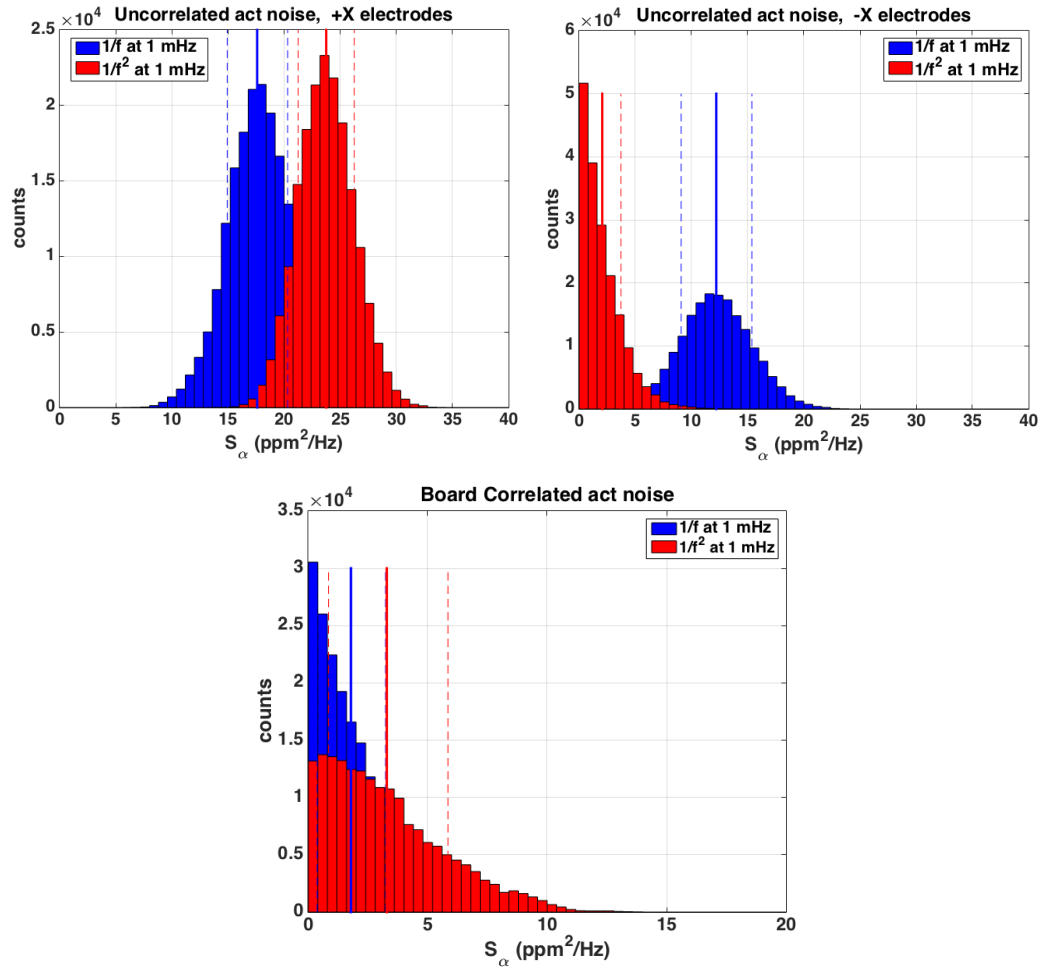 Uncorrelated act noise, +X electrodes
×10⁴
2.5
2
1.5
1
0.5
0
counts
1/f at 1 mHz
1/f² at 1 mHz
0 5 10 15 20 25 30 35 40
S_α (ppm²/Hz)
Uncorrelated act noise, -X electrodes
×10⁴
6
5
4
3
2
1
0
counts
1/f at 1 mHz
1/f² at 1 mHz
0 5 10 15 20 25 30 35 40
S_α (ppm²/Hz)
Board Correlated act noise
×10⁴
3.5
3
2.5
2
1.5
1
0.5
0
counts
1/f at 1 mHz
1/f² at 1 mHz
0 5 10 15 20
S_α (ppm²/Hz)